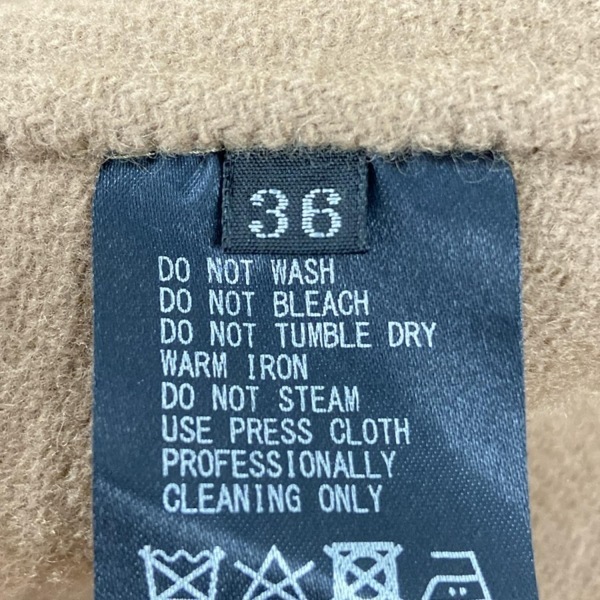 36
DO NOT WASH
DO NOT BLEACH
DO NOT TUMBLE DRY
WARM IRON
DO NOT STEAM
USE PRESS CLOTH
PROFESSIONALLY
CLEANING ONLY